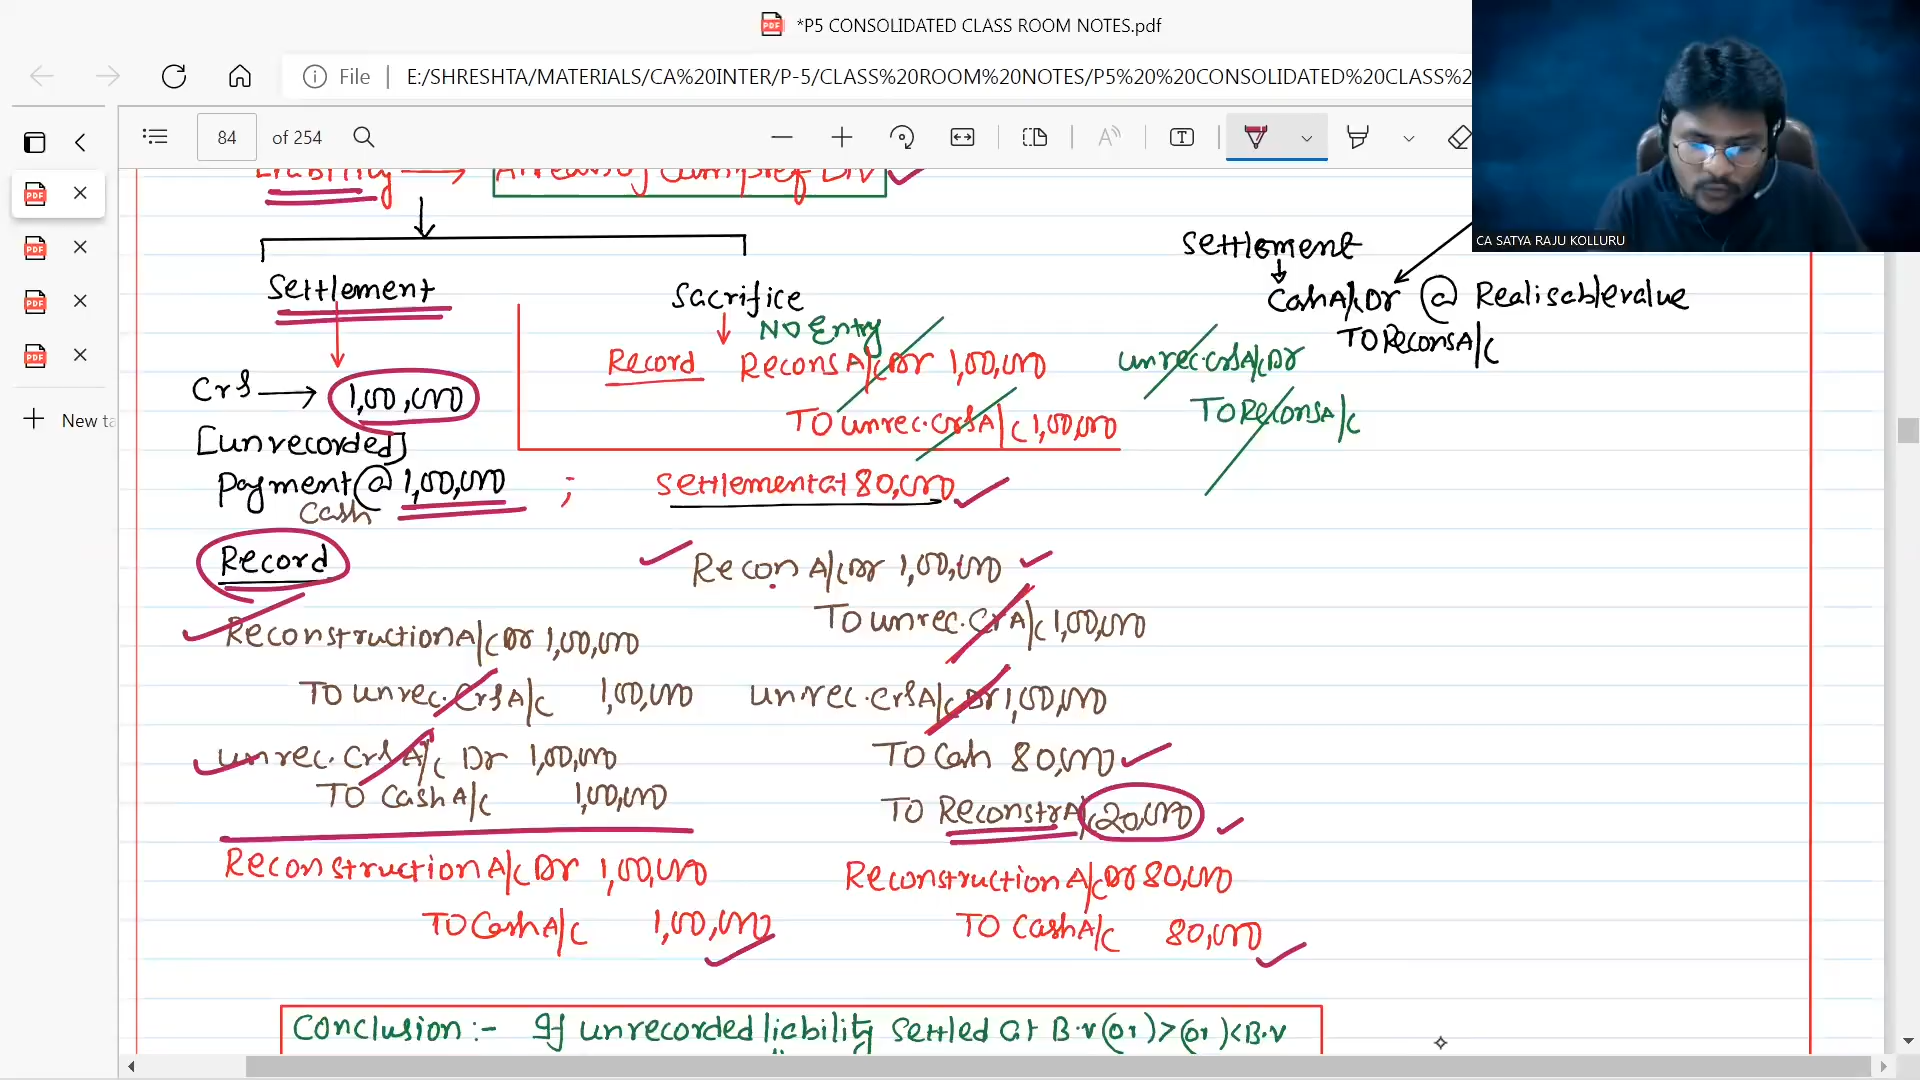 *P5 CONSOLIDATED CLASS ROOM NOTES.pdf
File
E:/SHRESHTA/MATERIALS/CA%20INTER/P-5/CLASS%20ROOM%20NOTES/P5%20%20CONSOLIDATED%20CLASS%2
84 of 254
New ta
CA SATYA RAJU KOLLURU
Liability → Arrears of Cum. pref Div
Settlement
Sacrifice
Settlement
Cash A/c Dr @ Realisable value
TO Recons A/c
NO Entry
Record Recons A/c Dr 1,00,000
TO unrec. Crs A/c 1,00,000
unrec. crs A/c Dr
TO Recons A/c
Crs → 1,00,000
[unrecorded]
Payment @ 1,00,000 ; Settlement at 80,000
Cash
Record
Recon A/c Dr 1,00,000
TO unrec. Cr A/c 1,00,000
Reconstruction A/c Dr 1,00,000
TO unrec. Crs A/c 1,00,000
unrec. Crs A/c Dr 1,00,000
TO Cash 80,000
TO Reconstr A/c 20,000
unrec. Crs A/c Dr 1,00,000
TO Cash A/c 1,00,000
Reconstruction A/c Dr 1,00,000
TO Cash A/c 1,00,000
Reconstruction A/c Dr 80,000
TO Cash A/c 80,000
Conclusion :- If unrecorded liability settled at B.v (or) > (or) < B.v